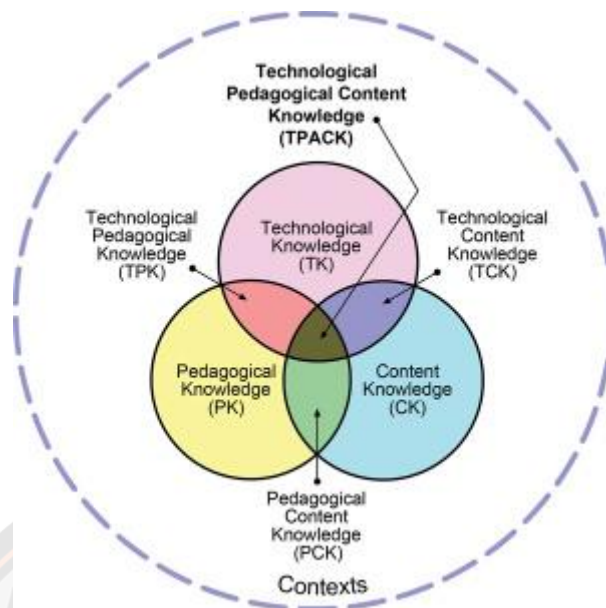 Technological
Pedagogical Content
Knowledge
(TPACK)
Technological
Pedagogical
Knowledge
(TPK)
Technological
Knowledge
(TK)
Technological
Content
Knowledge
(TCK)
Pedagogical
Knowledge
(PK)
Content
Knowledge
(CK)
Pedagogical
Content
Knowledge
(PCK)
Contexts